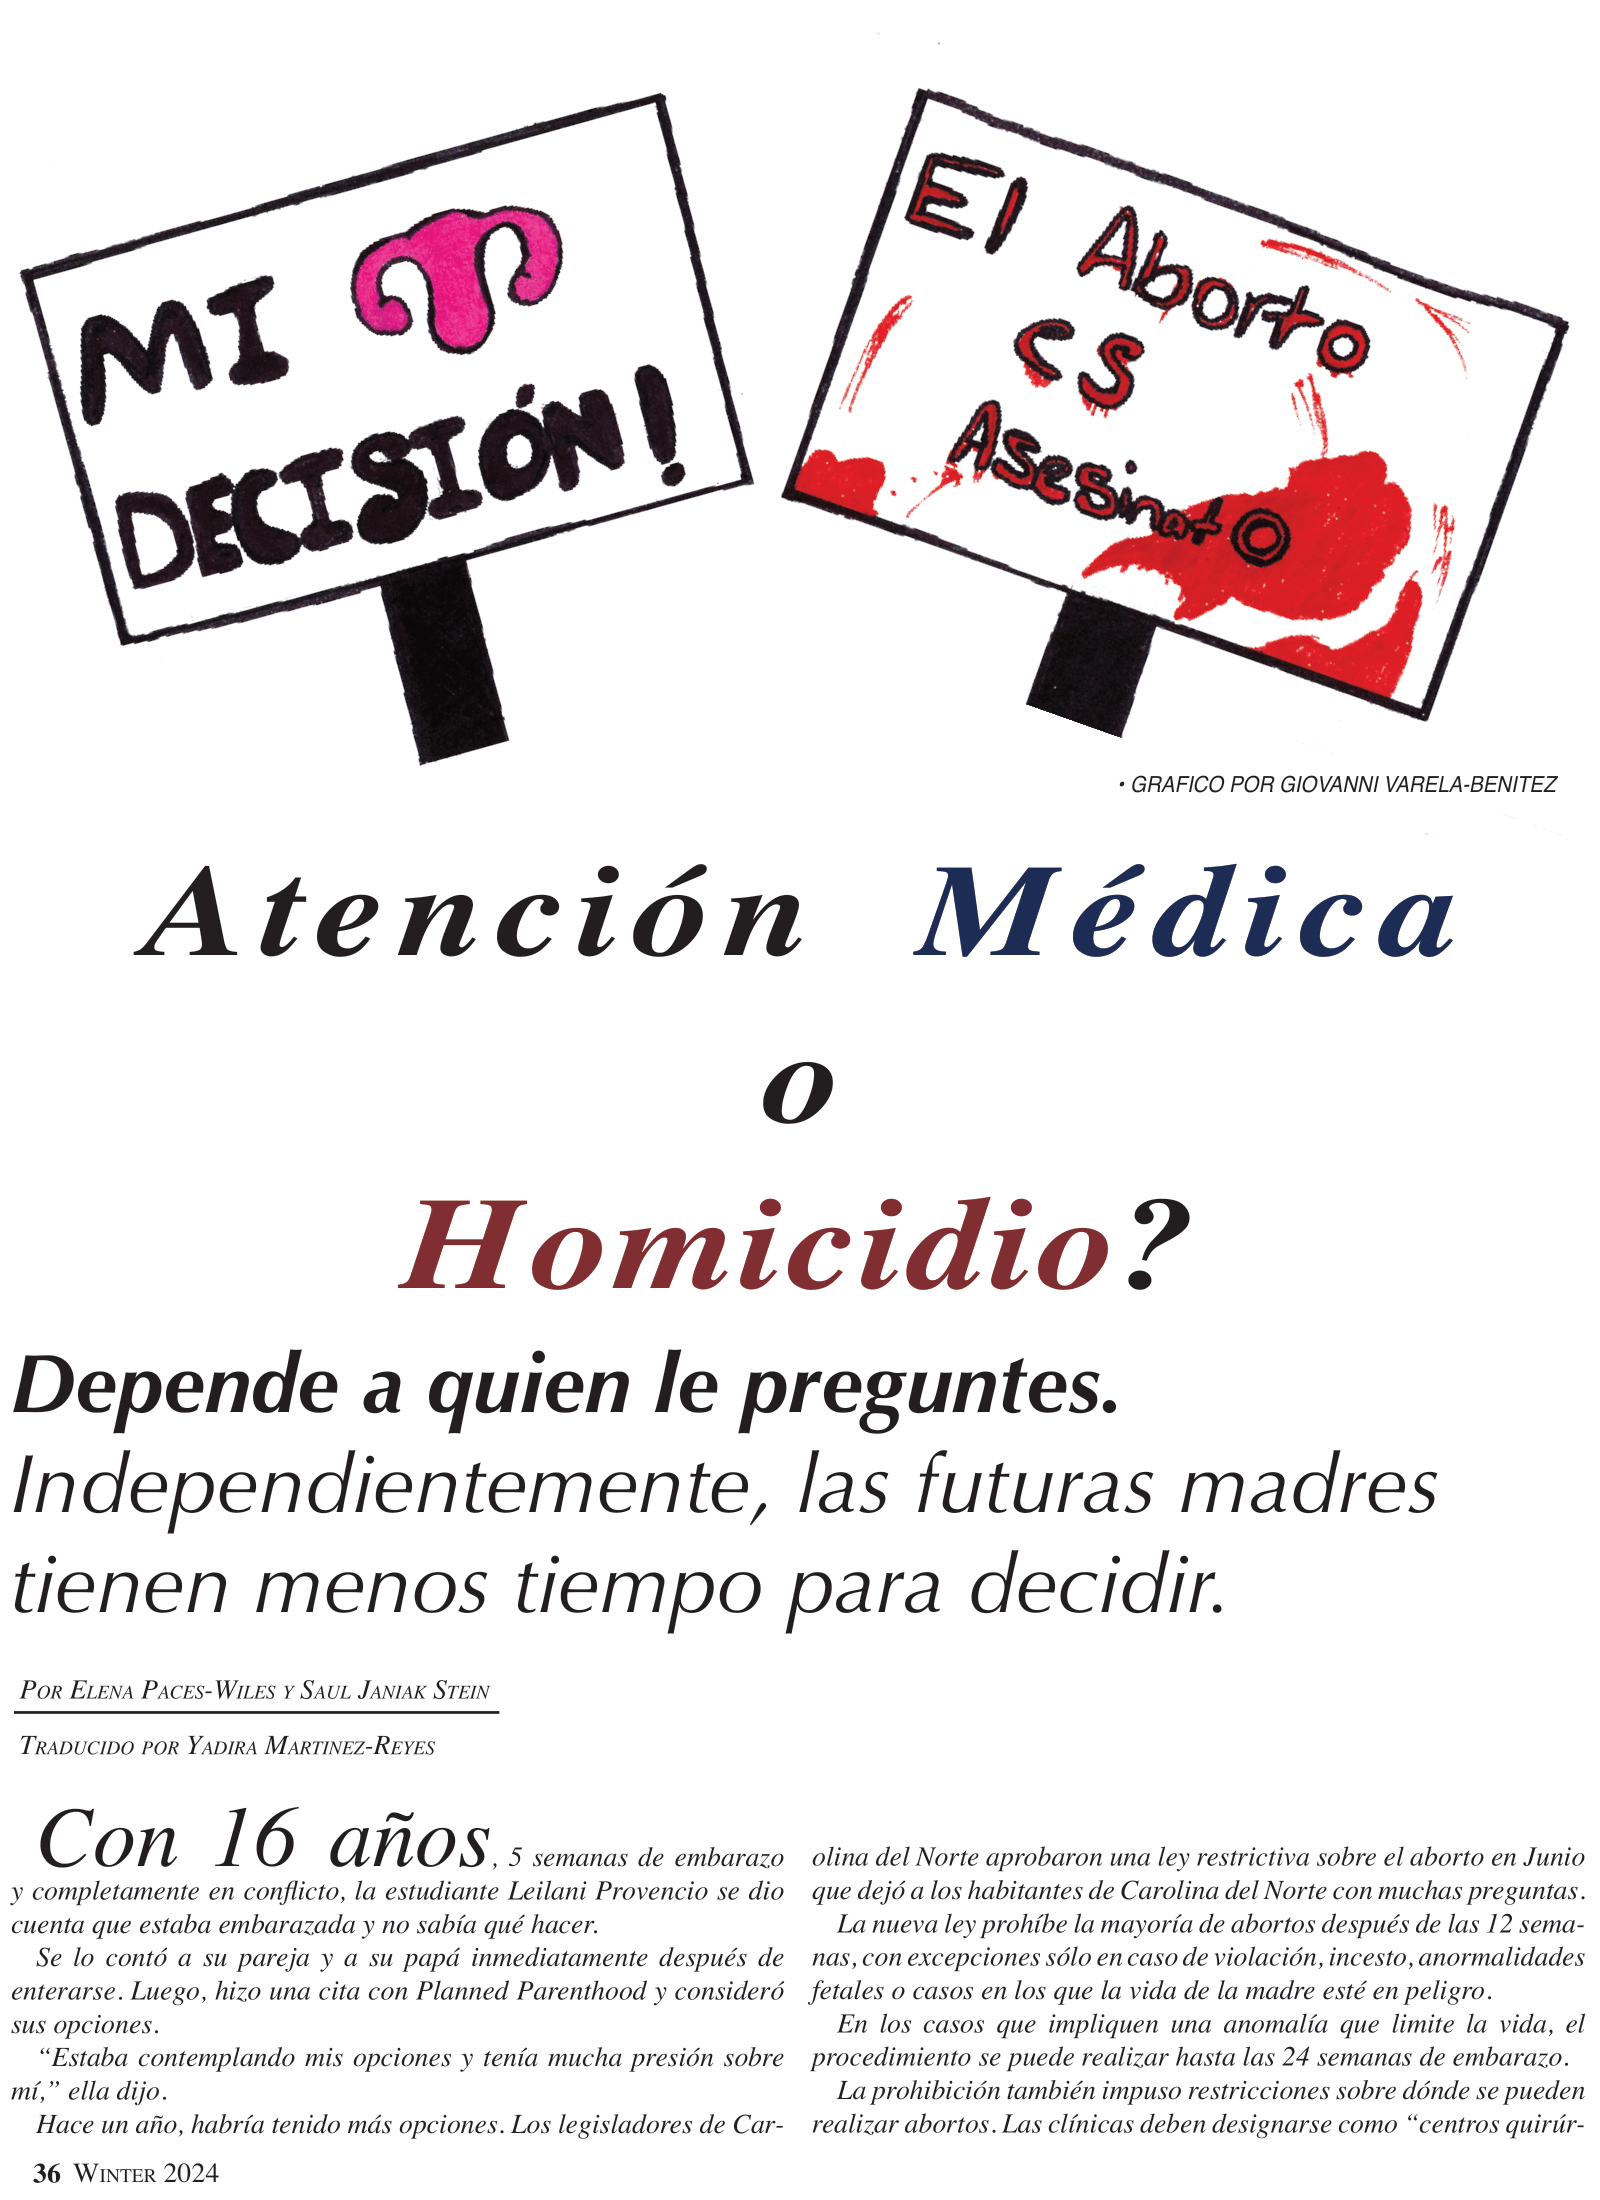 MI
DECISIÓN!
El Aborto
es
Asesinato
• GRAFICO POR GIOVANNI VARELA-BENITEZ
Atención Médica
o
Homicidio?
Depende a quien le preguntes.
Independientemente, las futuras madres
tienen menos tiempo para decidir.
Por Elena Paces-Wiles y Saul Janiak Stein
Traducido por Yadira Martinez-Reyes
Con 16 años, 5 semanas de embarazo
y completamente en conflicto, la estudiante Leilani Provencio se dio
cuenta que estaba embarazada y no sabía qué hacer.
Se lo contó a su pareja y a su papá inmediatamente después de
enterarse. Luego, hizo una cita con Planned Parenthood y consideró
sus opciones.
“Estaba contemplando mis opciones y tenía mucha presión sobre
mí,” ella dijo.
Hace un año, habría tenido más opciones. Los legisladores de Car-
olina del Norte aprobaron una ley restrictiva sobre el aborto en Junio
que dejó a los habitantes de Carolina del Norte con muchas preguntas.
La nueva ley prohíbe la mayoría de abortos después de las 12 sema-
nas, con excepciones sólo en caso de violación, incesto, anormalidades
fetales o casos en los que la vida de la madre esté en peligro.
En los casos que impliquen una anomalía que limite la vida, el
procedimiento se puede realizar hasta las 24 semanas de embarazo.
La prohibición también impuso restricciones sobre dónde se pueden
realizar abortos. Las clínicas deben designarse como “centros quirúr-
36 Winter 2024